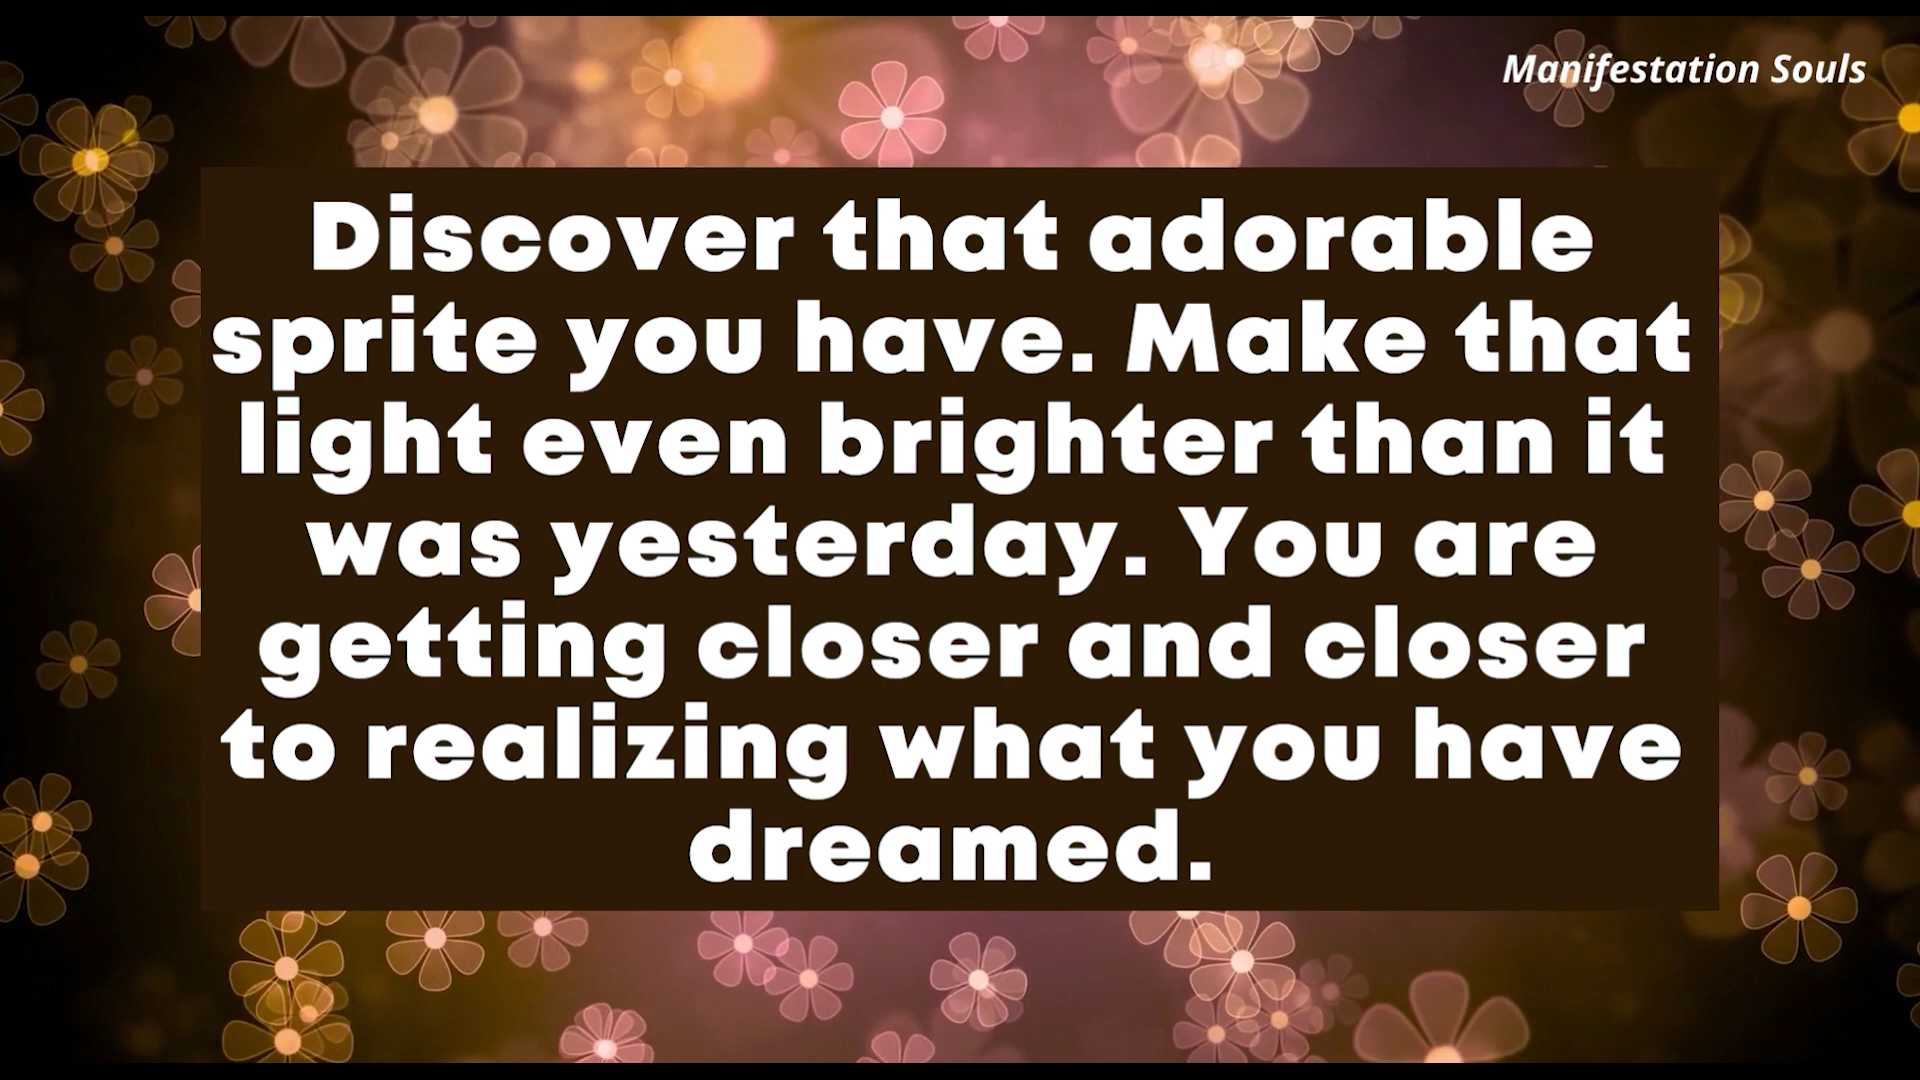 Manifestation Souls
Discover that adorable
sprite you have. Make that
light even brighter than it
was yesterday. You are
getting closer and closer
to realizing what you have
dreamed.